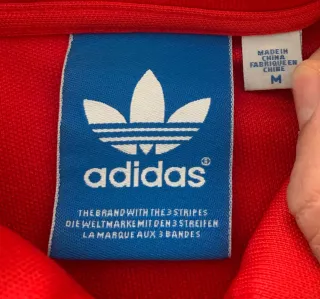 adidas®
THE BRAND WITH THE 3 STRIPES
DIE WELTMARKE MIT DEN 3 STREIFEN
LA MARQUE AUX 3 BANDES
MADE IN
CHINA
FABRIQUE EN
CHINE
M